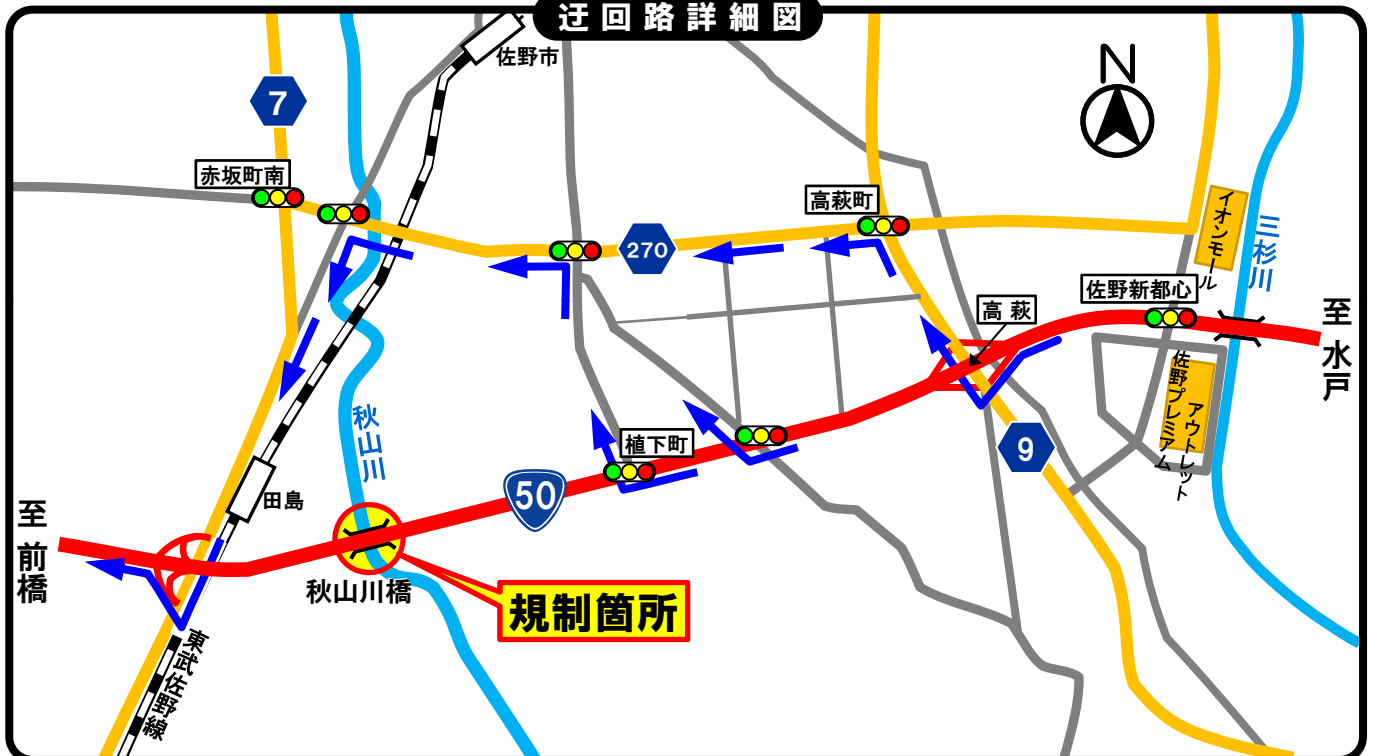 迂回路詳細図
佐野市
N
7
赤坂町南
高萩町
イオンモール
三杉川
270
佐野新都心
高萩
至水戸
佐野プレミアム
アウトレット
秋山川
植下町
9
50
田島
至前橋
秋山川橋
規制箇所
東武佐野線